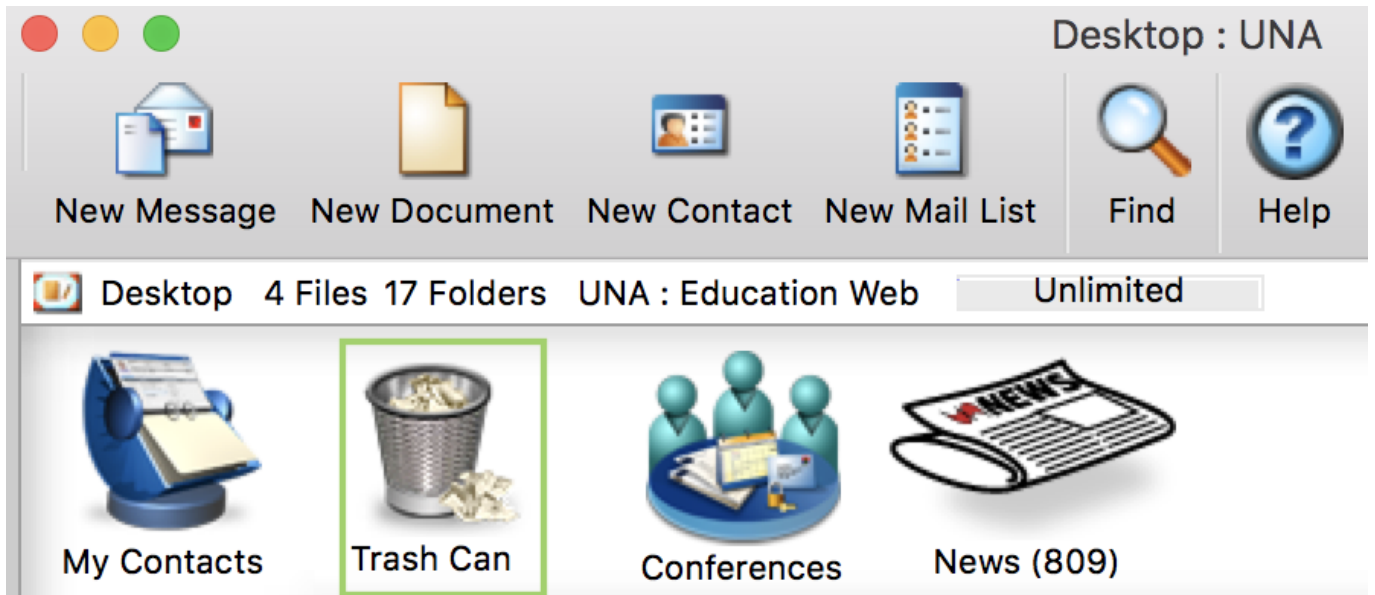 Desktop : UNA
New Message New Document New Contact New Mail List Find Help
Desktop 4 Files 17 Folders UNA : Education Web Unlimited
NEWS
My Contacts Trash Can Conferences News (809)